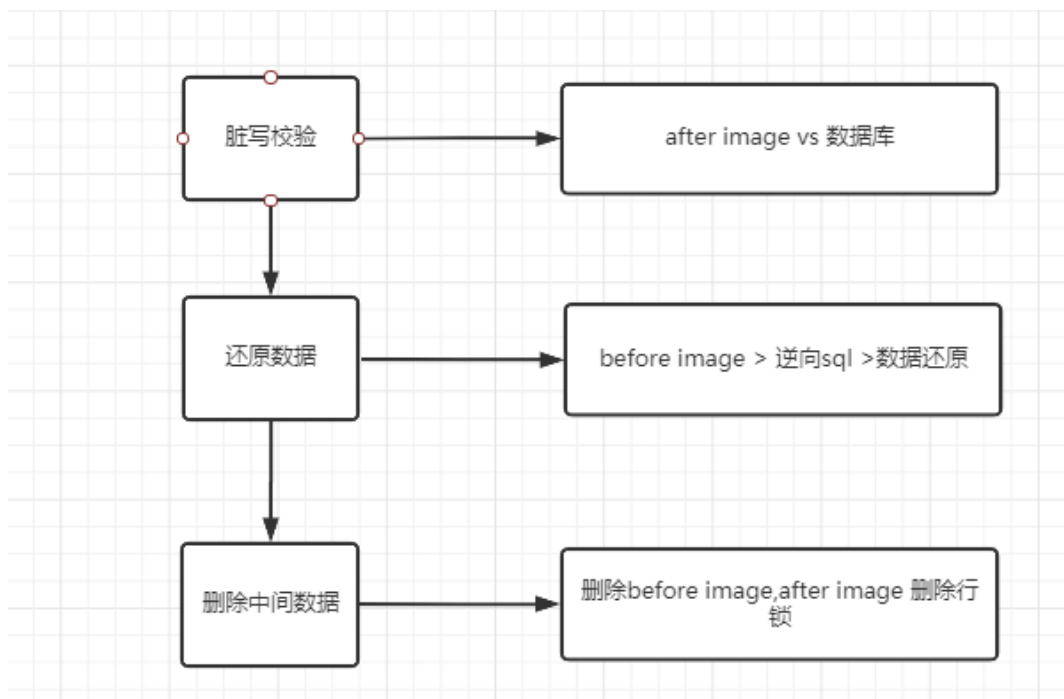 脏写校验
after image vs 数据库
还原数据
before image > 逆向sql >数据还原
删除中间数据
删除before image,after image 删除行
锁